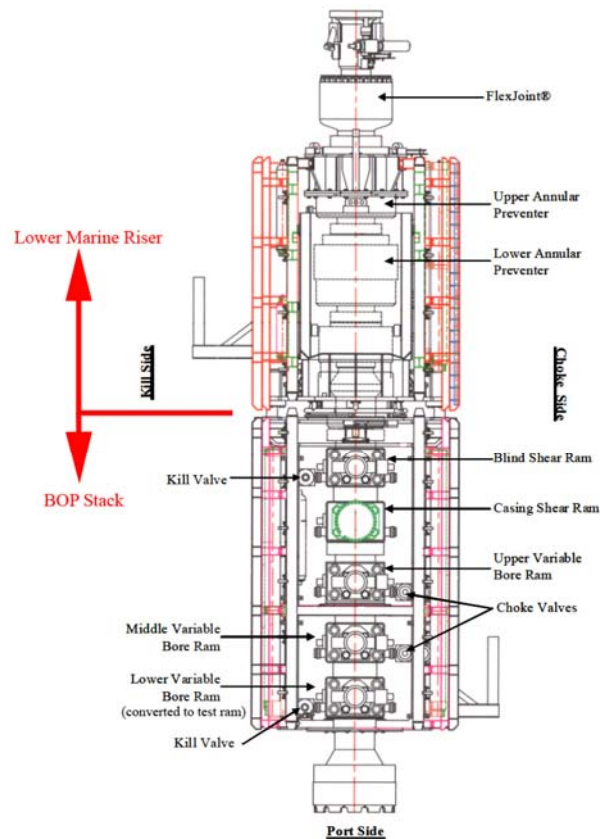 FlexJoint®
Upper Annular
Preventer
Lower Marine Riser
Lower Annular
Preventer
Kill Side
Choke Side
Blind Shear Ram
Kill Valve
BOP Stack
Casing Shear Ram
Upper Variable
Bore Ram
Choke Valves
Middle Variable
Bore Ram
Lower Variable
Bore Ram
(converted to test ram)
Kill Valve
Port Side